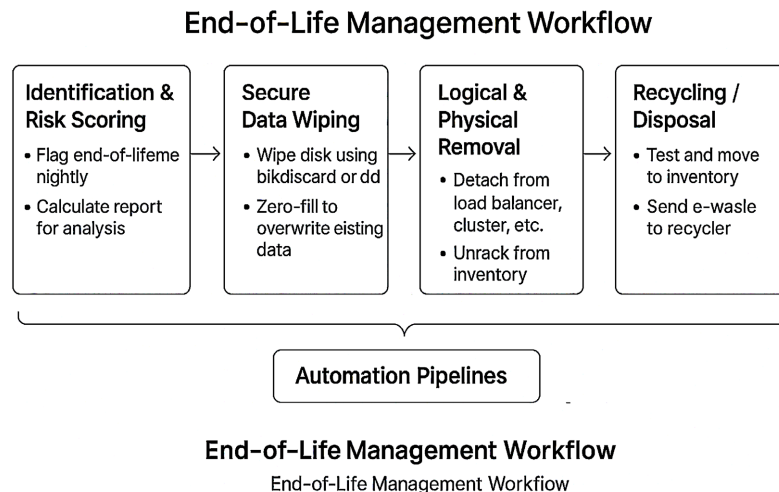 End-of-Life Management Workflow
Identification &
Risk Scoring
• Flag end-of-lifeme
nightly
• Calculate report
for analysis
Secure
Data Wiping
• Wipe disk using
bikdiscard or dd
• Zero-fill to
overwrite eisting
data
Logical &
Physical
Removal
• Detach from
load balancer,
cluster, etc.
• Unrack from
inventory
Recycling /
Disposal
• Test and move
to inventory
• Send e-wasle
to recycler
Automation Pipelines
End-of-Life Management Workflow
End-of-Life Management Workflow